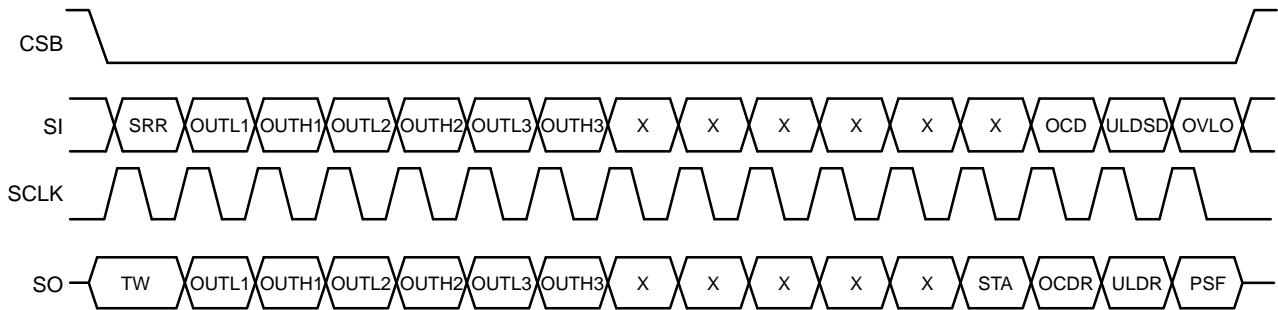 CSB
SI SRR OUTL1 OUTH1 OUTL2 OUTH2 OUTL3 OUTH3 X X X X X X OCD ULDSD OVLO
SCLK
SO TW OUTL1 OUTH1 OUTL2 OUTH2 OUTL3 OUTH3 X X X X X STA OCDR ULDR PSF